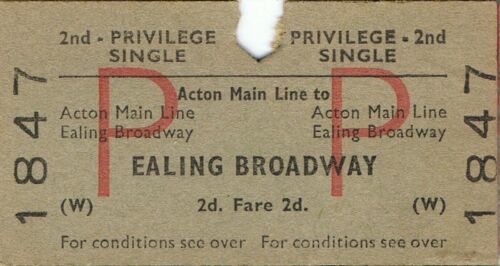 2nd - PRIVILEGE PRIVILEGE - 2nd
SINGLE SINGLE
Acton Main Line to
Acton Main Line Acton Main Line
Ealing Broadway Ealing Broadway
P P
EALING BROADWAY
(W) 2d. Fare 2d. (W)
For conditions see over For conditions see over
1847
1847